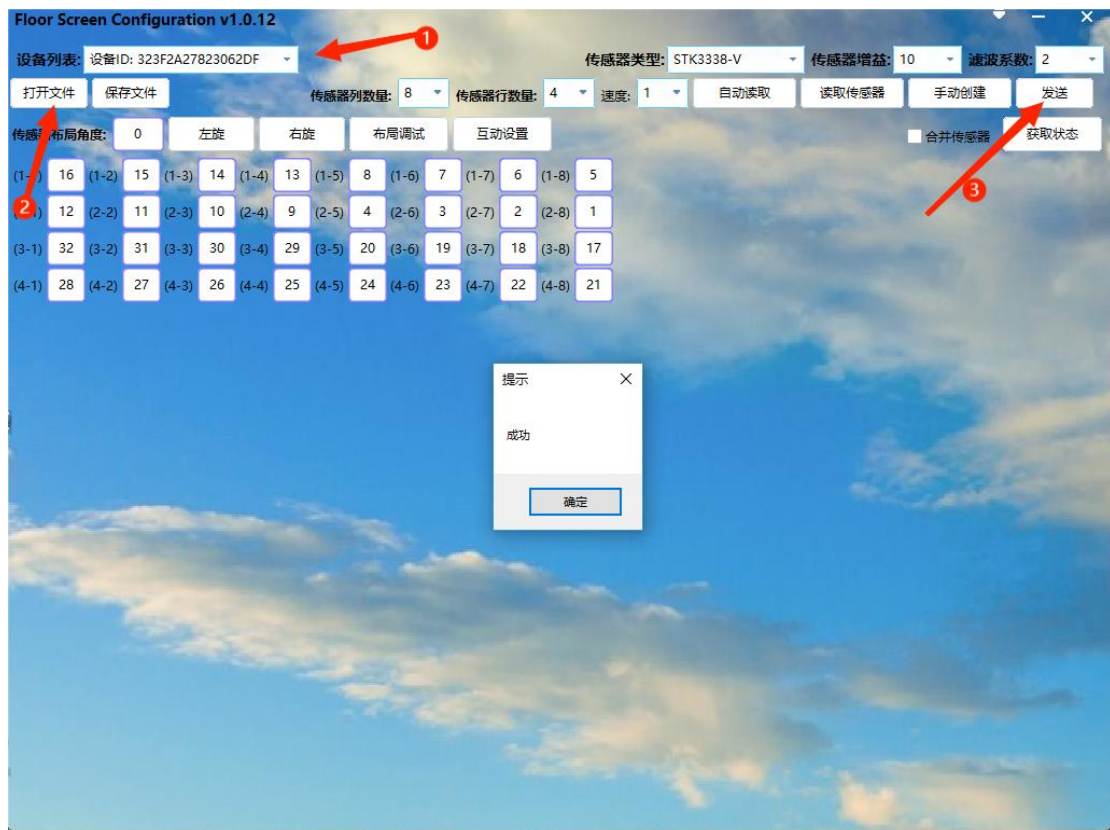 Floor Screen Configuration v1.0.12
1
设备列表: 设备ID: 323F2A27823062DF 传感器类型: STK3338-V 传感器增益: 10 滤波系数: 2
打开文件 保存文件 传感器列数量: 8 传感器行数量: 4 速度: 1 自动读取 读取传感器 手动创建 发送
传感器布局角度: 0 左旋 右旋 布局调试 互动设置 合并传感器 获取状态
16 (1-2) 15 (1-3) 14 (1-4) 13 (1-5) 8 (1-6) 7 (1-7) 6 (1-8) 5
3
2
12 (2-2) 11 (2-3) 10 (2-4) 9 (2-5) 4 (2-6) 3 (2-7) 2 (2-8) 1
(3-1) 32 (3-2) 31 (3-3) 30 (3-4) 29 (3-5) 20 (3-6) 19 (3-7) 18 (3-8) 17
(4-1) 28 (4-2) 27 (4-3) 26 (4-4) 25 (4-5) 24 (4-6) 23 (4-7) 22 (4-8) 21
提示
成功
确定